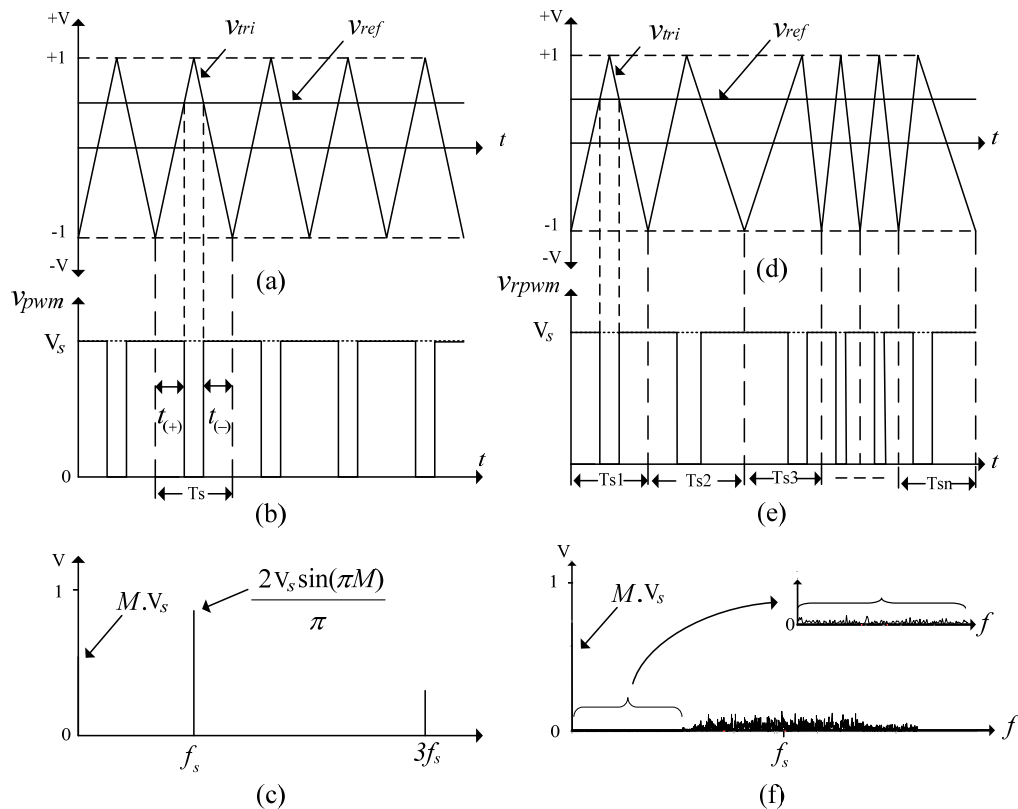 +V
+1
v_tri
v_ref
t
-1
-V
(a)
v_pwm
V_s
t_(+)
t_(−)
0
t
Ts
(b)
V
1
M.V_s
2V_s sin(πM)
π
0
f_s
3f_s
(c)
+V
+1
v_tri
v_ref
t
-1
-V
(d)
v_rpwm
V_s
t
Ts1
Ts2
Ts3
Tsn
(e)
V
1
M.V_s
0
f
0
f_s
f
(f)